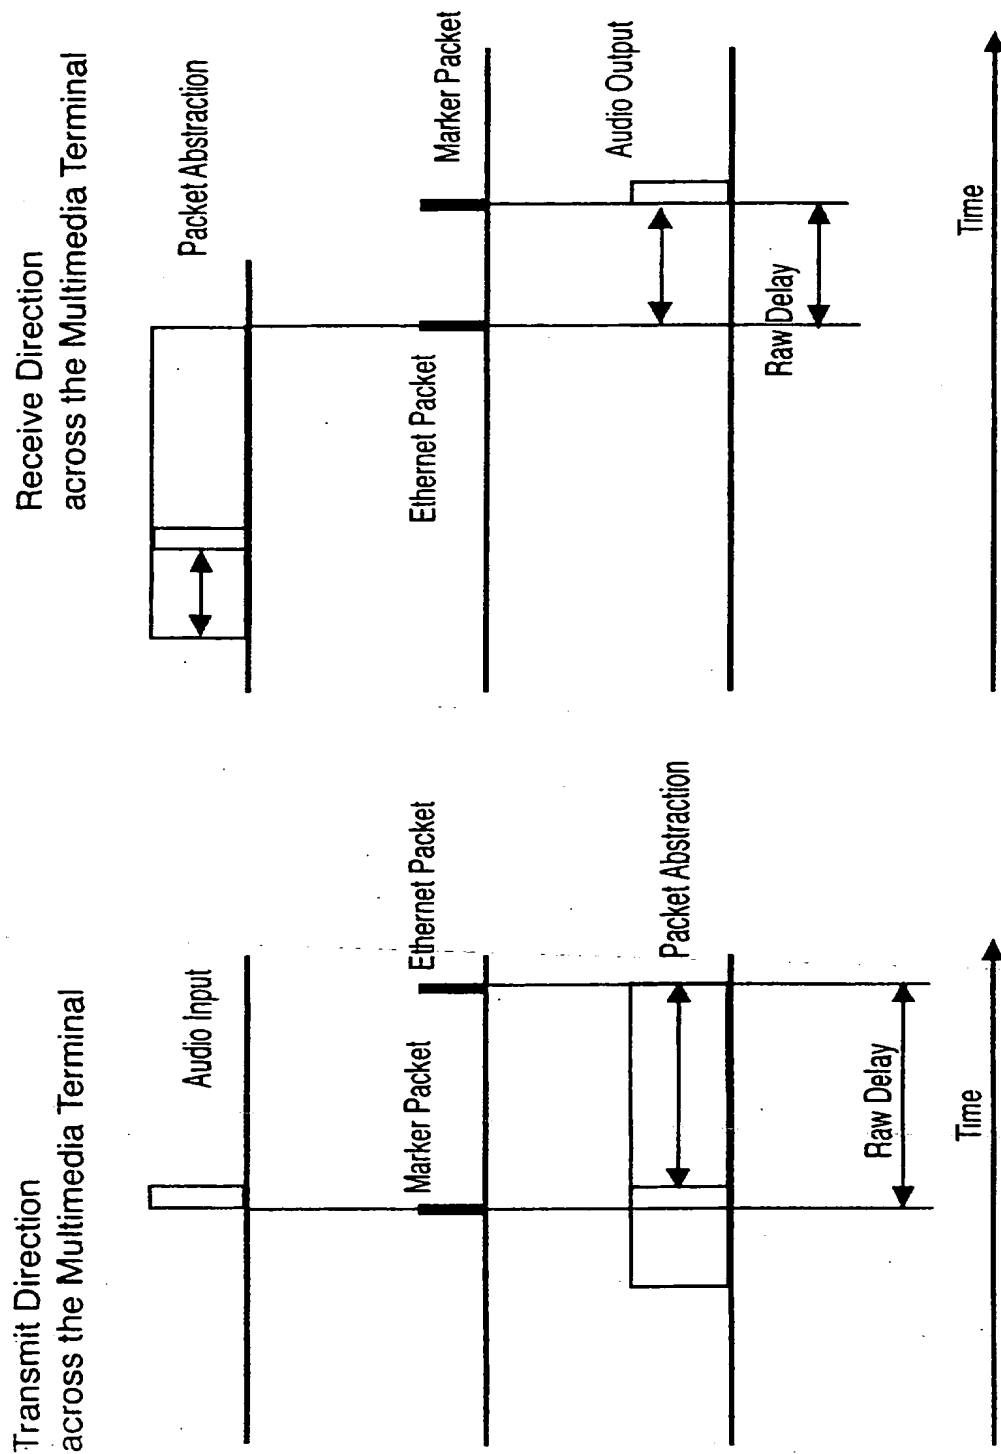 Transmit Direction
across the Multimedia Terminal
Audio Input
Marker Packet
Ethernet Packet
Packet Abstraction
Raw Delay
Time
Receive Direction
across the Multimedia Terminal
Packet Abstraction
Ethernet Packet
Marker Packet
Audio Output
Raw Delay
Time